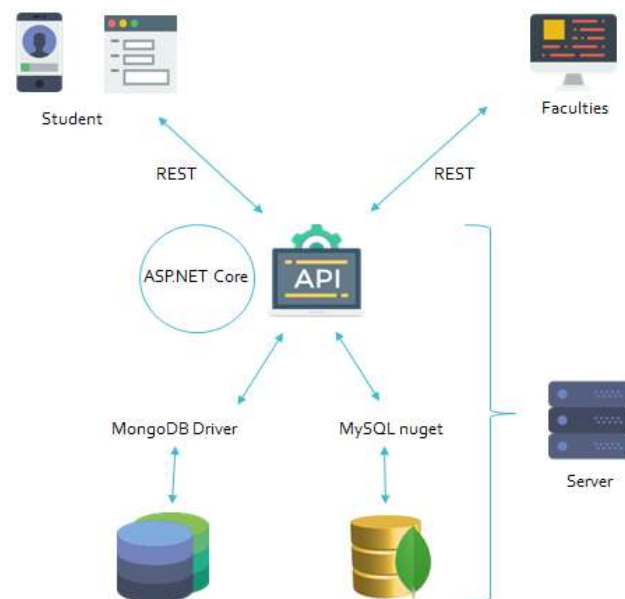 Student
Faculties
REST
REST
ASP.NET Core
API
MongoDB Driver
MySQL nuget
Server